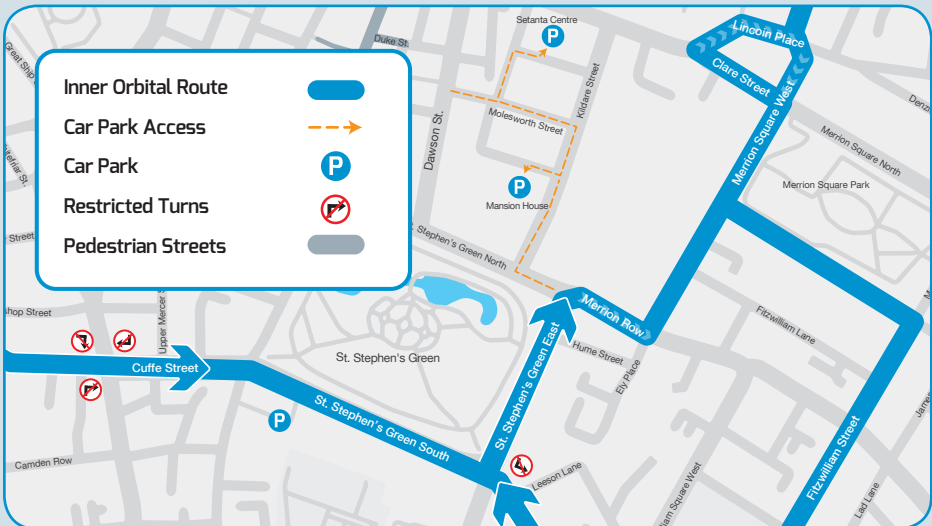 Setanta Centre
P
Lincoln Place
Duke St.
Great Ship
Clare Street
Inner Orbital Route
Car Park Access
Car Park
P
Restricted Turns
Pedestrian Streets
Kildare Street
Molesworth Street
Dawson St.
Merrion Square West
Merrion Square North
Merrion Square Park
P
Mansion House
Street
St. Stephen's Green North
hop Street
Upper Mercer S
Merrion Row
Fitzwilliam Lane
St. Stephen's Green
St. Stephen's Green East
Hume Street
Ely Place
Cuffe Street
P
St. Stephen's Green South
Camden Row
Leeson Lane
Fitzwilliam Street
Lad Lane
liam Square West